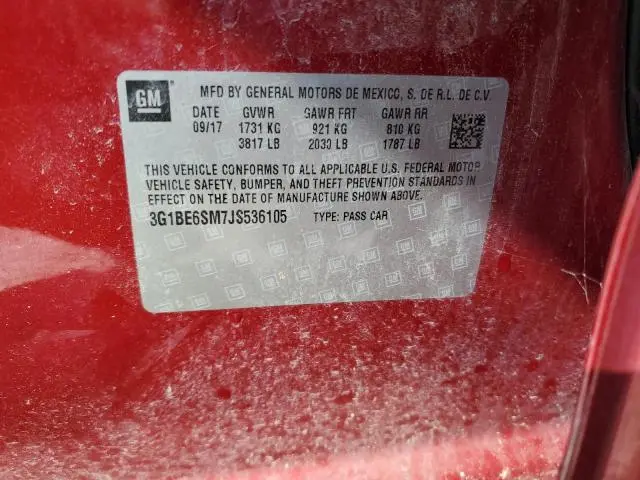 GM
MFD BY GENERAL MOTORS DE MEXICO, S. DE R.L. DE C.V.
DATE GVWR GAWR FRT GAWR RR
09/17 1731 KG 921 KG 810 KG
3817 LB 2030 LB 1787 LB
THIS VEHICLE CONFORMS TO ALL APPLICABLE U.S. FEDERAL MOTOR
VEHICLE SAFETY, BUMPER, AND THEFT PREVENTION STANDARDS IN
EFFECT ON THE DATE OF MANUFACTURE SHOWN ABOVE.
3G1BE6SM7JS536105 TYPE: PASS CAR